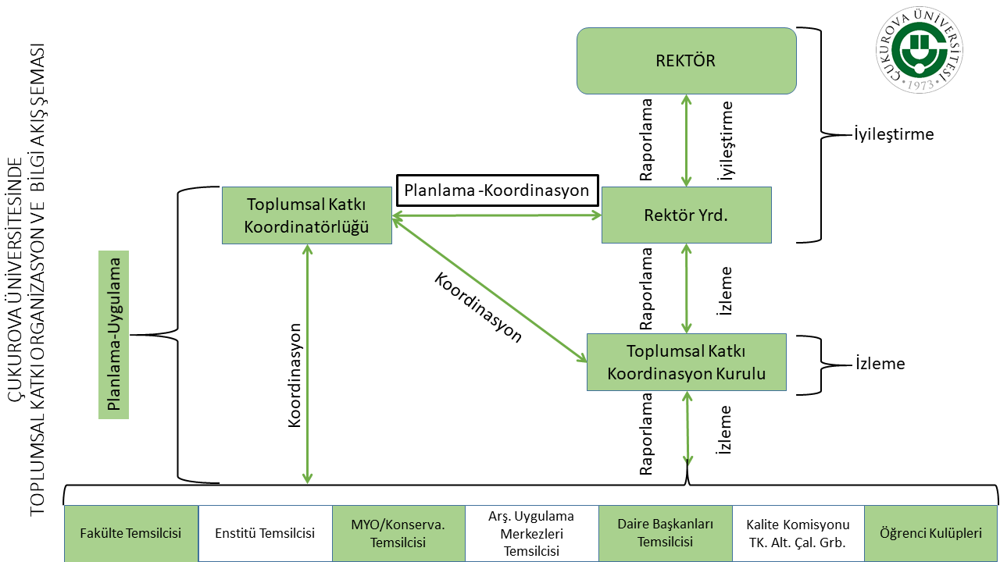 ÇUKUROVA ÜNİVERSİTESİNDE
TOPLUMSAL KATKI ORGANİZASYON VE BİLGİ AKIŞ ŞEMASI
ÇUKUROVA ÜNİVERSİTESİ
·1973·
REKTÖR
Raporlama
İyileştirme
İyileştirme
Planlama -Koordinasyon
Toplumsal Katkı
Koordinatörlüğü
Rektör Yrd.
Planlama-Uygulama
Koordinasyon
Koordinasyon
Raporlama
İzleme
Toplumsal Katkı
Koordinasyon Kurulu
İzleme
Raporlama
İzleme
Fakülte Temsilcisi
Enstitü Temsilcisi
MYO/Konserva.
Temsilcisi
Arş. Uygulama
Merkezleri
Temsilcisi
Daire Başkanları
Temsilcisi
Kalite Komisyonu
TK. Alt. Çal. Grb.
Öğrenci Kulüpleri